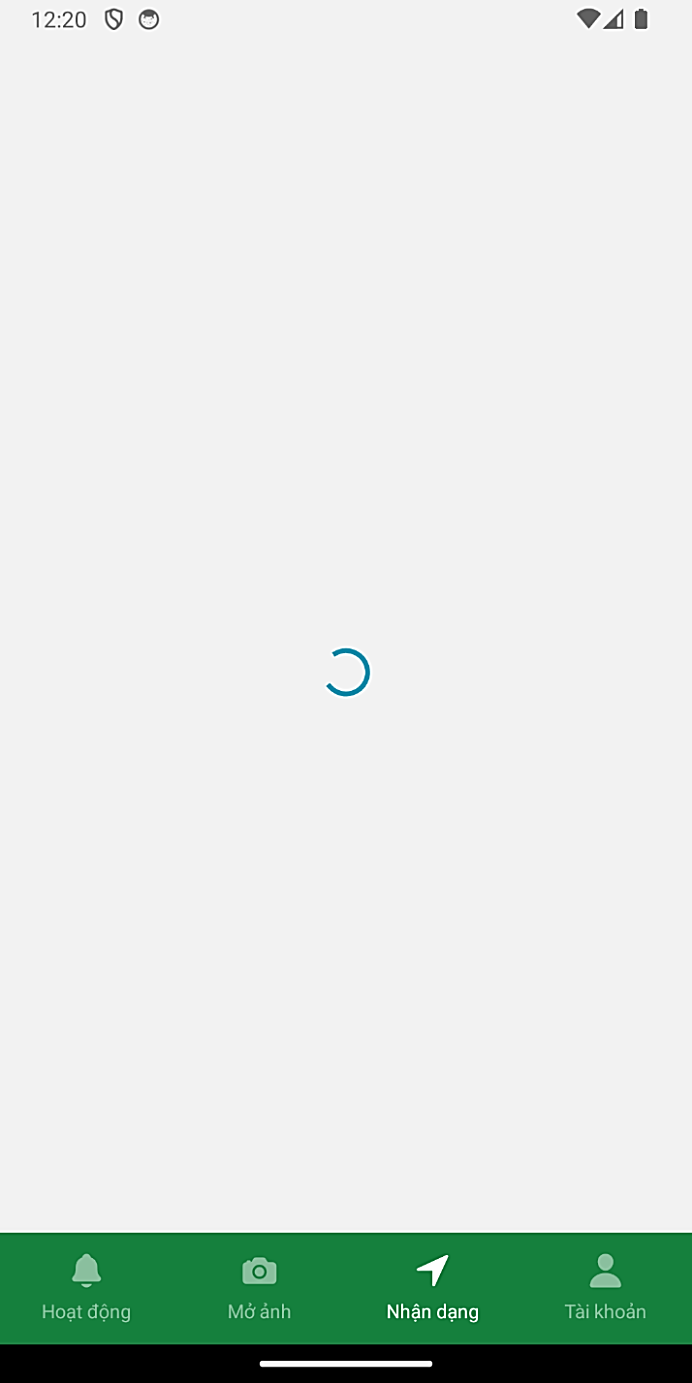 12:20
Hoạt động
Mở ảnh
Nhận dạng
Tài khoản